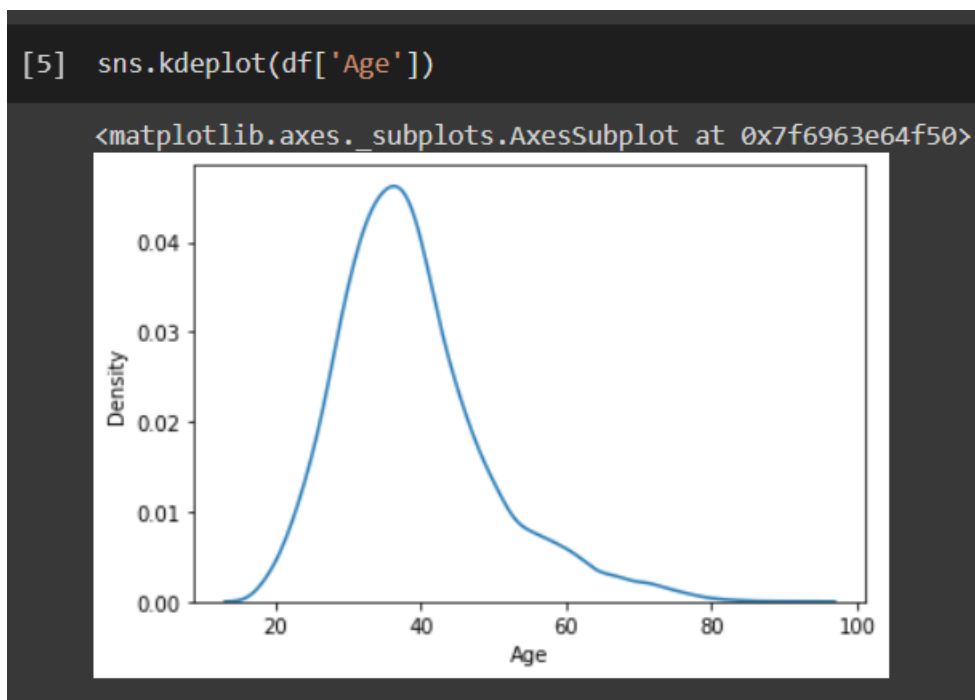 [5] sns.kdeplot(df['Age'])
<matplotlib.axes._subplots.AxesSubplot at 0x7f6963e64f50>
0.04
0.03
0.02
0.01
0.00
Density
20 40 60 80 100
Age